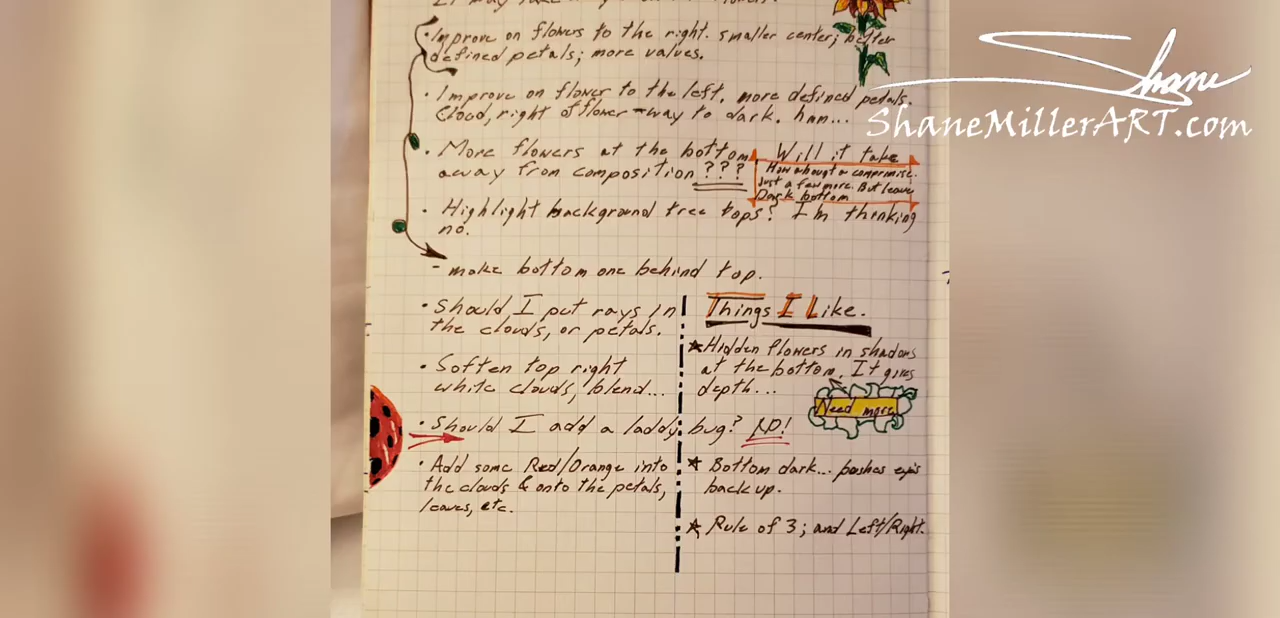 Improve on flowers to the right. smaller center; better
defined petals; more values.
• Improve on flower to the left, more defined petals.
Cloud, right of flower - way to dark. hmm...
• More flowers at the bottom Will it take
away from composition ???
How abought a compromise.
Just a few more. But leave
Dark bottom
• Highlight background tree tops? I'm thinking
no.
- make bottom one behind top.
• Should I put rays in
the clouds, or petals.
• Soften top right
white clouds, blend...
• Should I add a laddy bug? NO!
• Add some Red/Orange into
the clouds & onto the petals,
leaves, etc.
Things I Like.
Hidden flowers in shadows
at the bottom. It gives
depth...
Need more
Bottom dark... pushes eye's
back up.
Rule of 3; and Left/Right.
Shane
ShaneMillerART.com